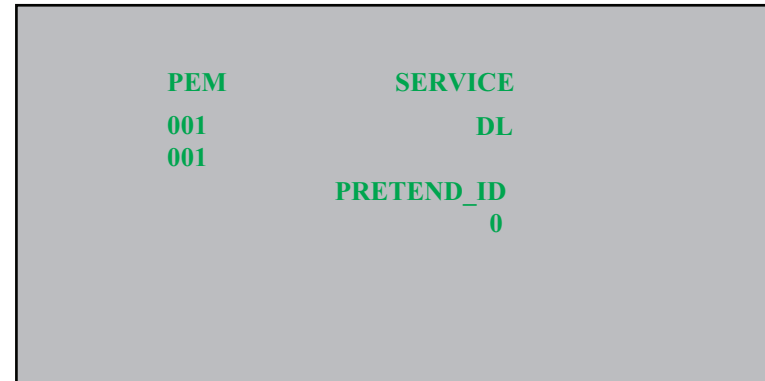 PEM SERVICE
001 DL
001
PRETEND_ID
0